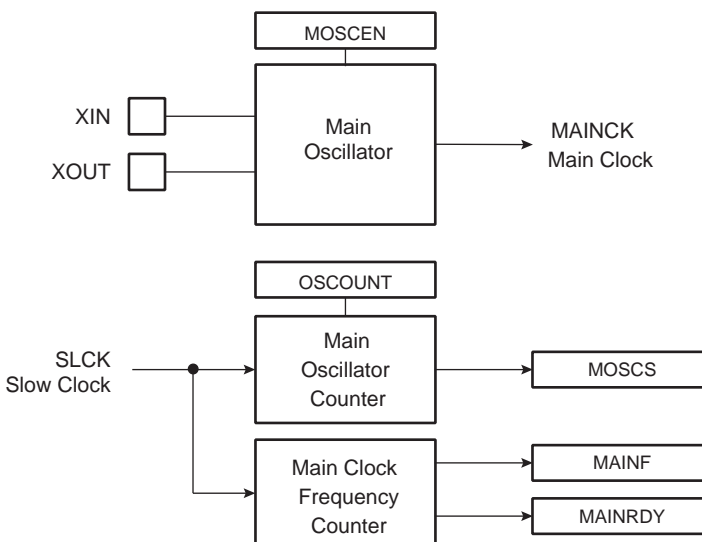 MOSCEN
XIN
XOUT
Main
Oscillator
MAINCK
Main Clock
OSCOUNT
SLCK
Slow Clock
Main
Oscillator
Counter
MOSCS
Main Clock
Frequency
Counter
MAINF
MAINRDY